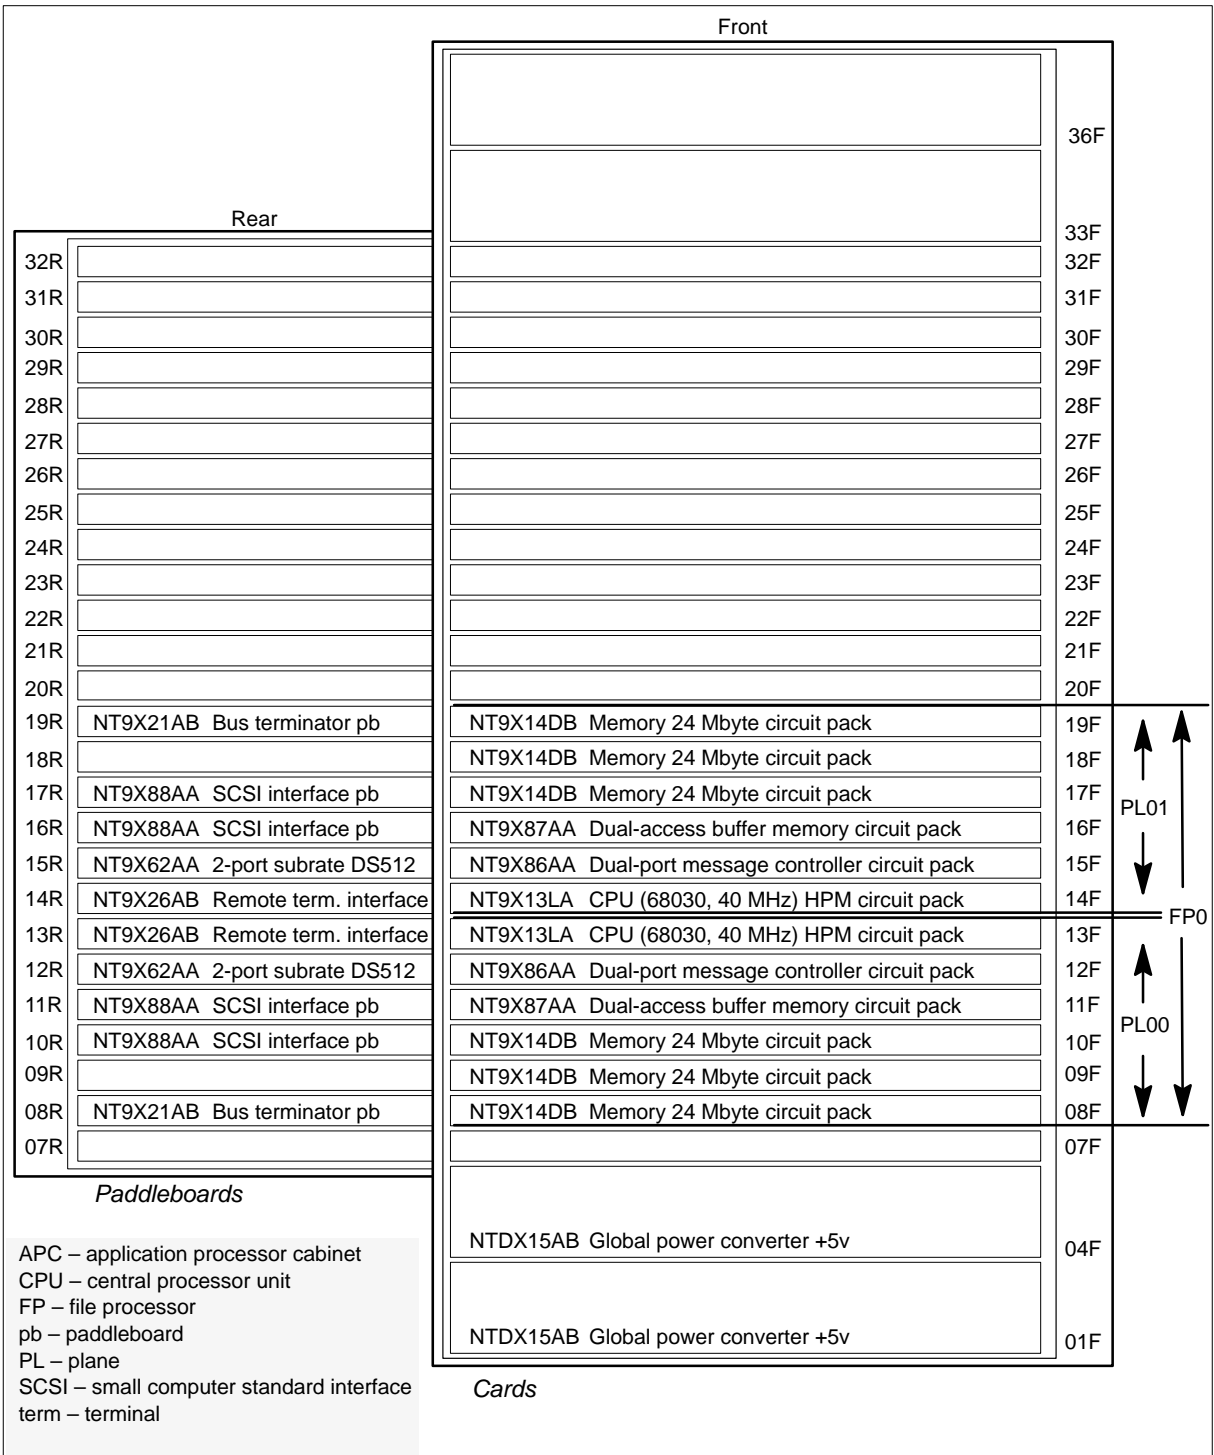 Front
36F
33F
Rear
32R 32F
31R 31F
30R 30F
29R 29F
28R 28F
27R 27F
26R 26F
25R 25F
24R 24F
23R 23F
22R 22F
21R 21F
20R 20F
19R NT9X21AB Bus terminator pb NT9X14DB Memory 24 Mbyte circuit pack 19F
18R NT9X14DB Memory 24 Mbyte circuit pack 18F
17R NT9X88AA SCSI interface pb NT9X14DB Memory 24 Mbyte circuit pack 17F
PL01
16R NT9X88AA SCSI interface pb NT9X87AA Dual-access buffer memory circuit pack 16F
15R NT9X62AA 2-port subrate DS512 NT9X86AA Dual-port message controller circuit pack 15F
14R NT9X26AB Remote term. interface NT9X13LA CPU (68030, 40 MHz) HPM circuit pack 14F
FP0
13R NT9X26AB Remote term. interface NT9X13LA CPU (68030, 40 MHz) HPM circuit pack 13F
12R NT9X62AA 2-port subrate DS512 NT9X86AA Dual-port message controller circuit pack 12F
11R NT9X88AA SCSI interface pb NT9X87AA Dual-access buffer memory circuit pack 11F
PL00
10R NT9X88AA SCSI interface pb NT9X14DB Memory 24 Mbyte circuit pack 10F
09R NT9X14DB Memory 24 Mbyte circuit pack 09F
08R NT9X21AB Bus terminator pb NT9X14DB Memory 24 Mbyte circuit pack 08F
07R 07F
Paddleboards
NTDX15AB Global power converter +5v 04F
NTDX15AB Global power converter +5v 01F
Cards
APC – application processor cabinet
CPU – central processor unit
FP – file processor
pb – paddleboard
PL – plane
SCSI – small computer standard interface
term – terminal